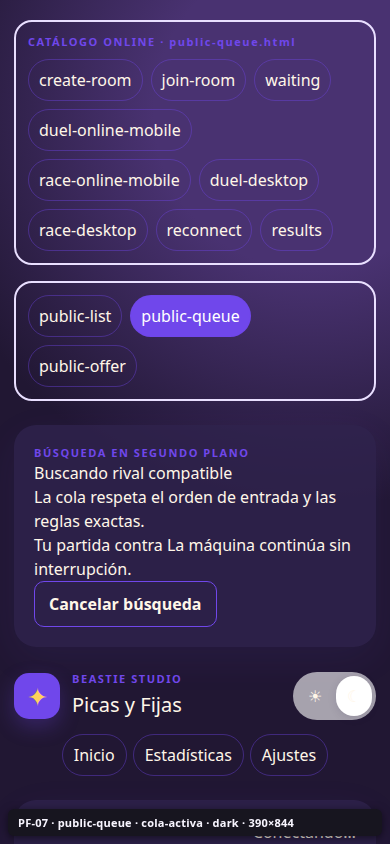 CATÁLOGO ONLINE · public-queue.html
create-room join-room waiting
duel-online-mobile
race-online-mobile duel-desktop
race-desktop reconnect results
public-list public-queue
public-offer
BÚSQUEDA EN SEGUNDO PLANO
Buscando rival compatible
La cola respeta el orden de entrada y las
reglas exactas.
Tu partida contra La máquina continúa sin
interrupción.
Cancelar búsqueda
BEASTIE STUDIO
Picas y Fijas
Inicio Estadísticas Ajustes
PF-07 · public-queue · cola-activa · dark · 390×844